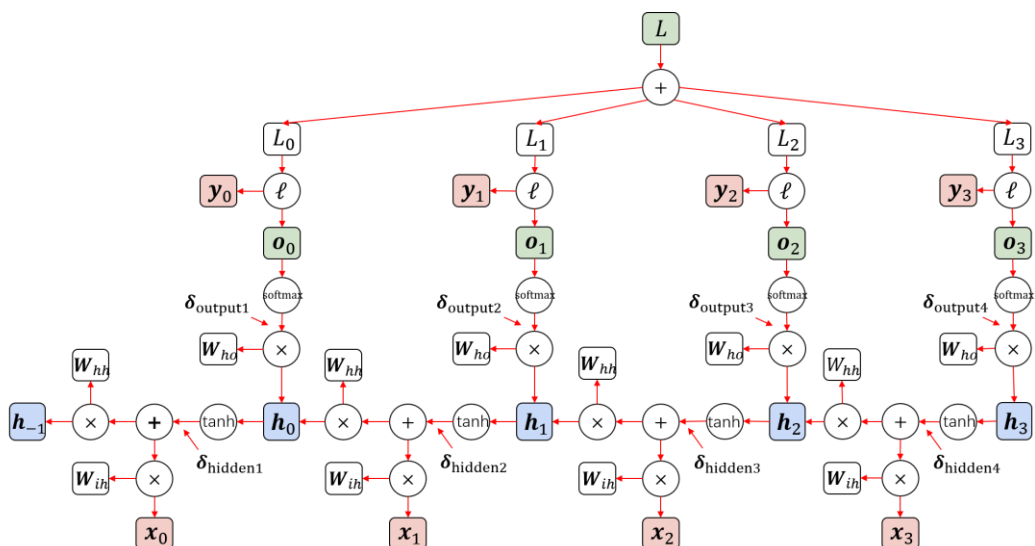 L
+
L₀ L₁ L₂ L₃
y₀ ℓ y₁ ℓ y₂ ℓ y₃ ℓ
o₀ o₁ o₂ o₃
softmax softmax softmax softmax
δoutput1 δoutput2 δoutput3 δoutput4
Who × Who × Who × Who ×
Whh Whh Whh Whh
h₋₁ × + tanh h₀ × + tanh h₁ × + tanh h₂ × + tanh h₃
δhidden1 δhidden2 δhidden3 δhidden4
Wih × Wih × Wih × Wih ×
x₀ x₁ x₂ x₃